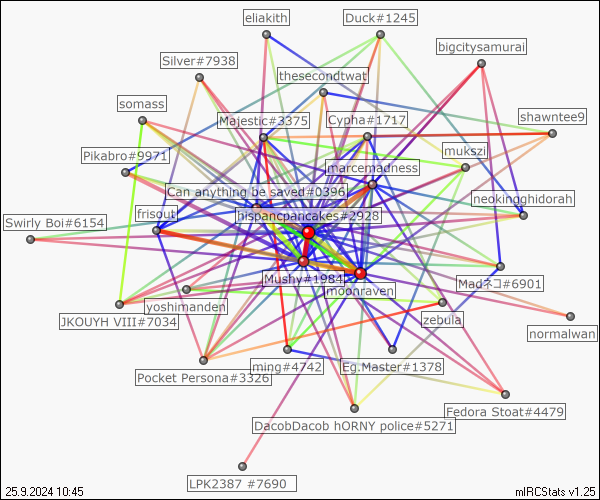 eliakith
Duck#1245
bigcitysamurai
Silver#7938
thesecondtwat
somass
shawntee9
Majestic#3375
Cypha#1717
mukszi
Pikabro#9971
marcemadness
Can anything be saved#0396
neokingghidorah
frisout
hispanicpancakes#2928
Swirly Boi#6154
Mushy#1984
Madネコ#6901
moonraven
yoshimanden
JKOUYH VIII#7034
zebula
normalwan
ming#4742
Eg.Master#1378
Pocket Persona#3326
Fedora Stoat#4479
DacobDacob hORNY police#5271
LPK2387 #7690
25.9.2024 10:45
mIRCStats v1.25